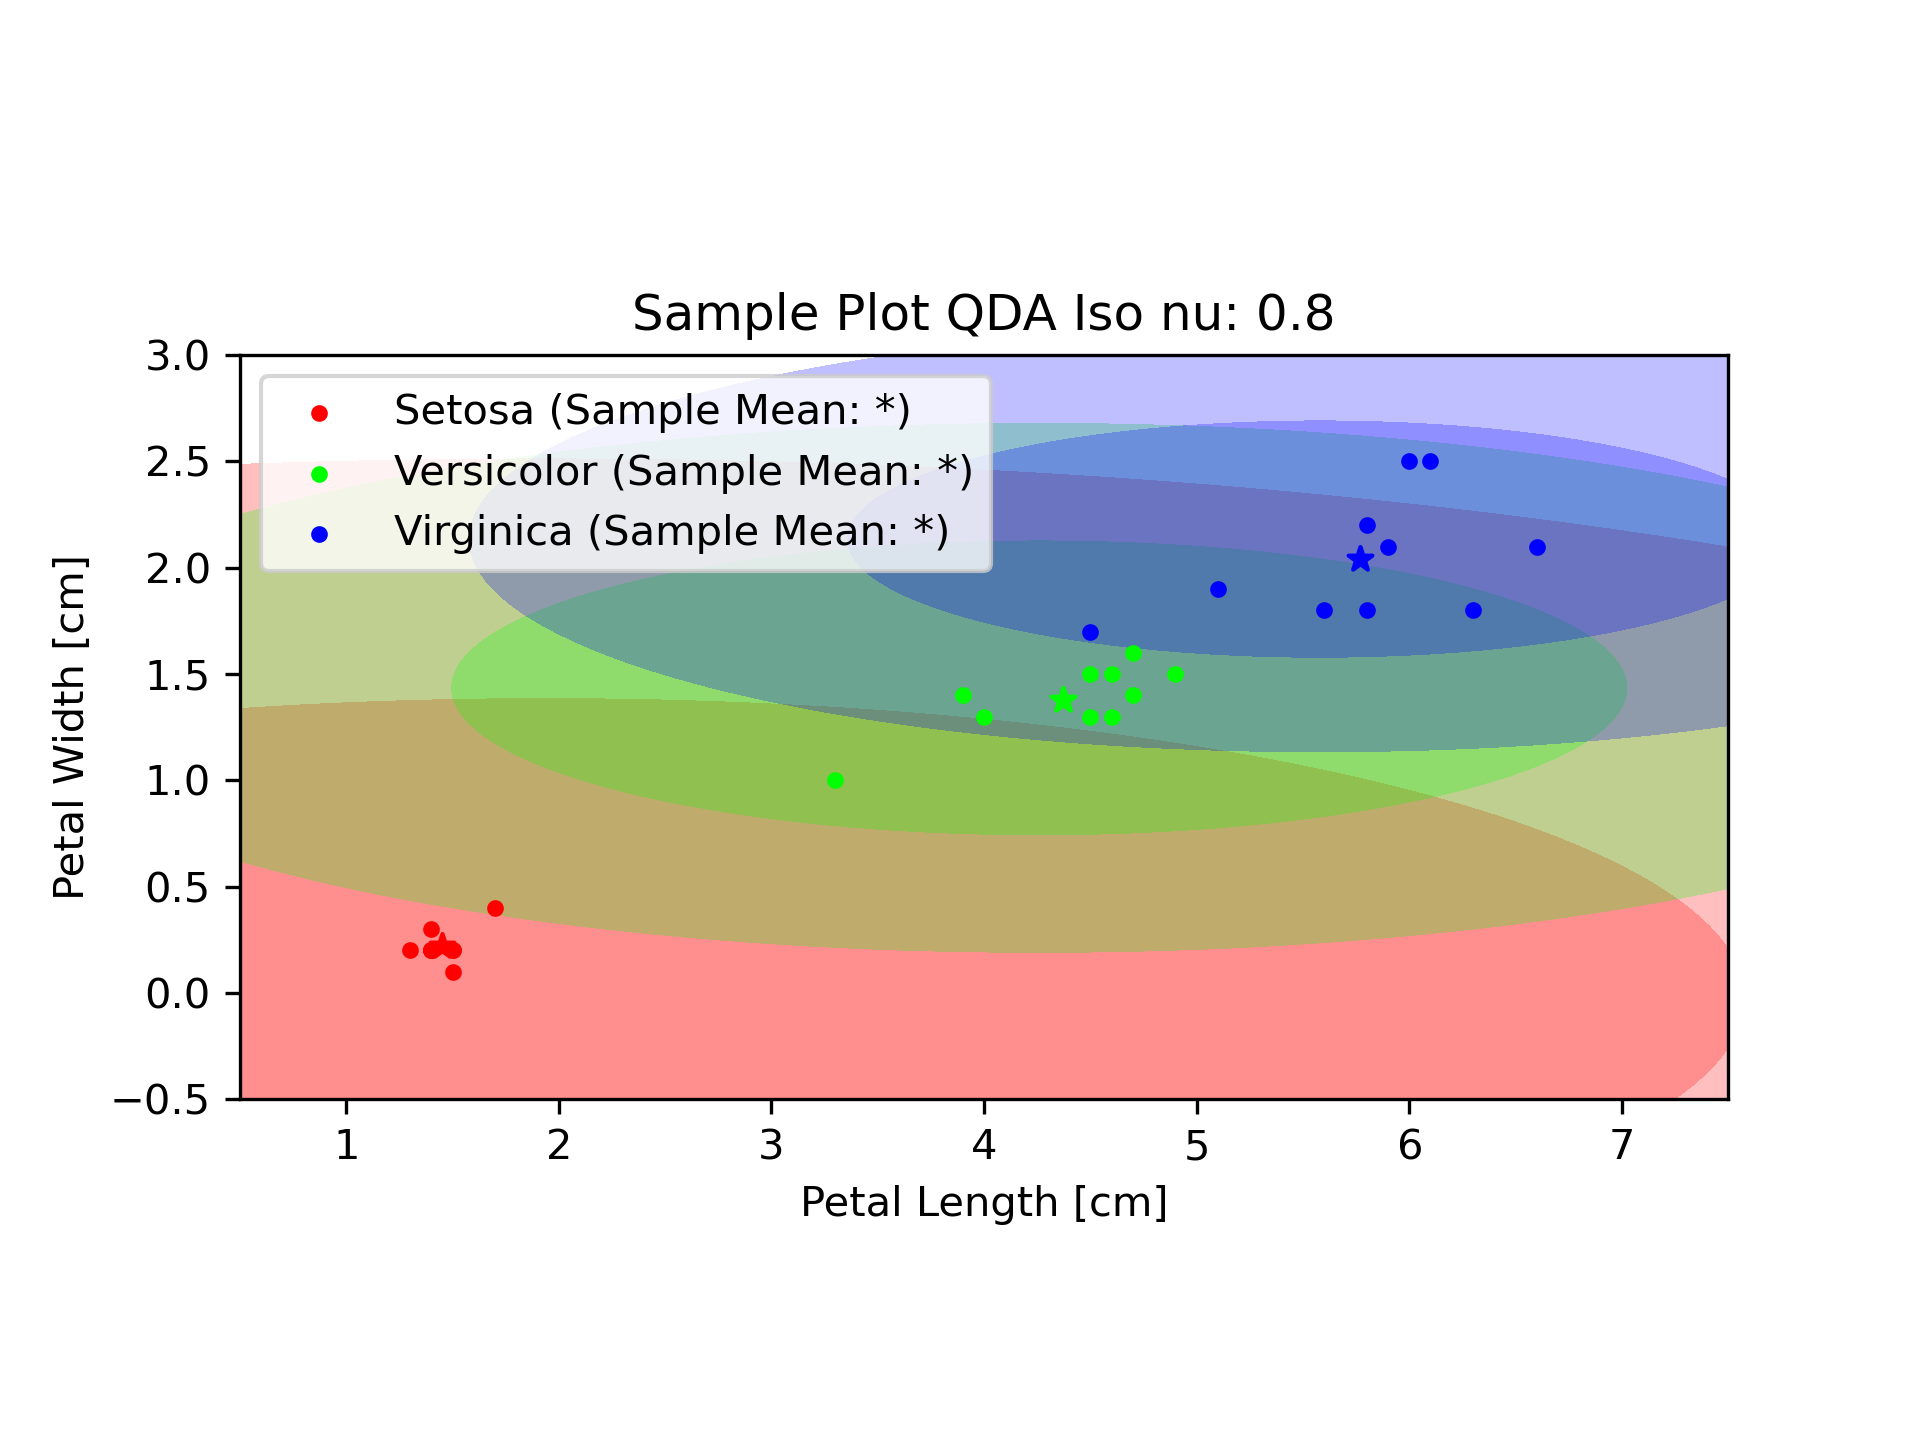 Sample Plot QDA Iso nu: 0.8
3.0
2.5
2.0
1.5
1.0
0.5
0.0
−0.5
Petal Width [cm]
Setosa (Sample Mean: *)
Versicolor (Sample Mean: *)
Virginica (Sample Mean: *)
1 2 3 4 5 6 7
Petal Length [cm]